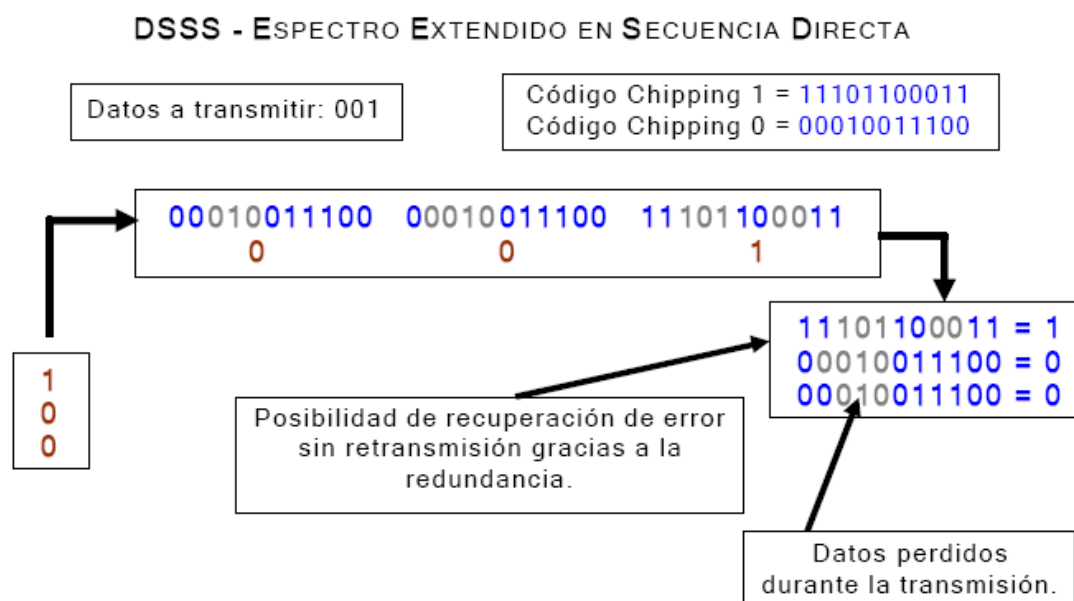 DSSS - ESPECTRO EXTENDIDO EN SECUENCIA DIRECTA
Datos a transmitir: 001
Código Chipping 1 = 11101100011
Código Chipping 0 = 00010011100
00010011100 00010011100 11101100011
0 0 1
1
0
0
11101100011 = 1
00010011100 = 0
00010011100 = 0
Posibilidad de recuperación de error
sin retransmisión gracias a la
redundancia.
Datos perdidos
durante la transmisión.